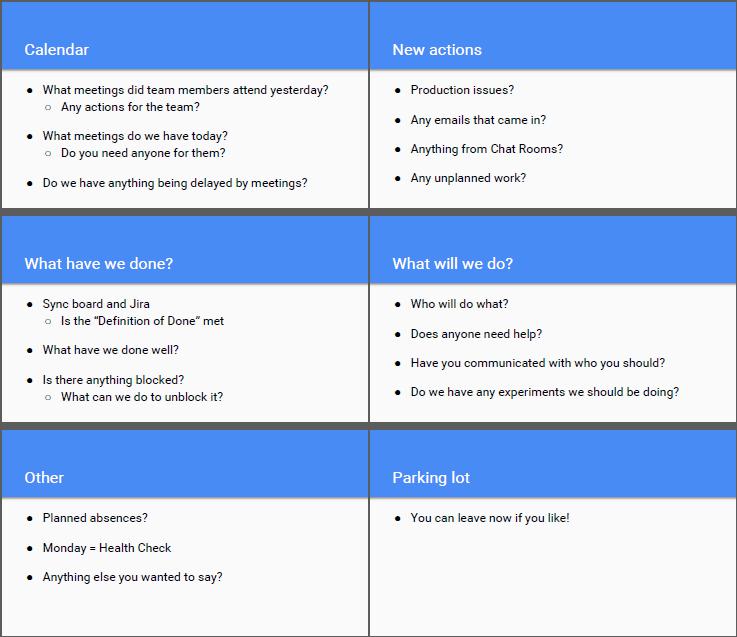 Calendar
● What meetings did team members attend yesterday?
○ Any actions for the team?
● What meetings do we have today?
○ Do you need anyone for them?
● Do we have anything being delayed by meetings?
New actions
● Production issues?
● Any emails that came in?
● Anything from Chat Rooms?
● Any unplanned work?
What have we done?
● Sync board and Jira
○ Is the “Definition of Done” met
● What have we done well?
● Is there anything blocked?
○ What can we do to unblock it?
What will we do?
● Who will do what?
● Does anyone need help?
● Have you communicated with who you should?
● Do we have any experiments we should be doing?
Other
● Planned absences?
● Monday = Health Check
● Anything else you wanted to say?
Parking lot
● You can leave now if you like!